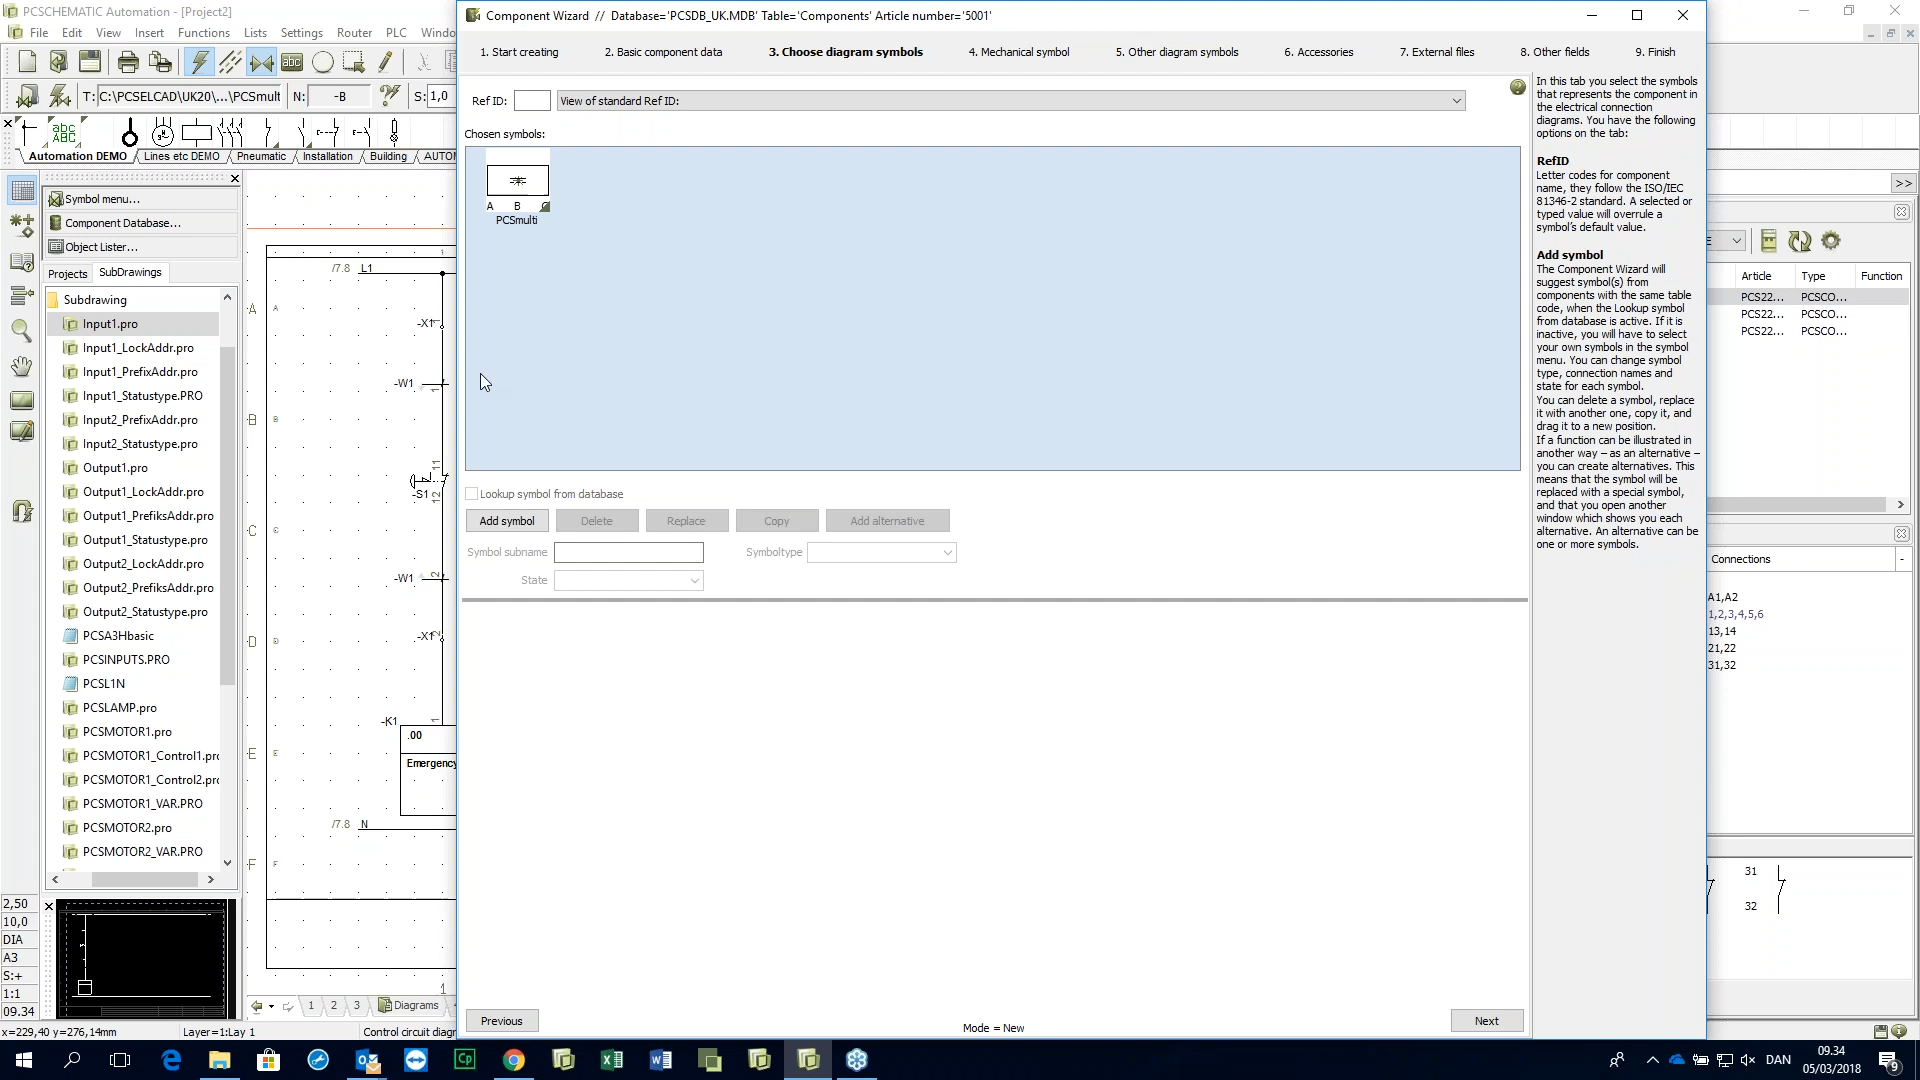 PCSCHEMATIC Automation - [Project2]
File Edit View Insert Functions Lists Settings Router PLC Windo
T: C:\PCSELCAD\UK20\...\PCSmult N: -B S: 1,0
Automation DEMO Lines etc DEMO Pneumatic Installation Building AUTO
Symbol menu...
Component Database...
Object Lister...
Projects SubDrawings
Subdrawing
Input1.pro
Input1_LockAddr.pro
Input1_PrefixAddr.pro
Input1_Statustype.PRO
Input2_PrefixAddr.pro
Input2_Statustype.pro
Output1.pro
Output1_LockAddr.pro
Output1_PrefiksAddr.pro
Output1_Statustype.pro
Output2_LockAddr.pro
Output2_PrefiksAddr.pro
Output2_Statustype.pro
PCSA3Hbasic
PCSINPUTS.PRO
PCSL1N
PCSLAMP.pro
PCSMOTOR1.pro
PCSMOTOR1_Control1.pro
PCSMOTOR1_Control2.pro
PCSMOTOR1_VAR.PRO
PCSMOTOR2.pro
PCSMOTOR2_VAR.PRO
2,50
10,0
DIA
A3
S:+
1:1
09.34
/7.8 L1
A A
-X1
-W1 1
B B
11
-S1 12
C C
-W1 2
D D
-X1 2
-K1 1
.00
E E
Emergency
/7.8 N
F F
1
1 2 3 Diagrams
x=229,40 y=276,14mm Layer=1:Lay 1 Control circuit diagr
Component Wizard // Database='PCSDB_UK.MDB' Table='Components' Article number='5001'
1. Start creating 2. Basic component data 3. Choose diagram symbols 4. Mechanical symbol 5. Other diagram symbols 6. Accessories 7. External files 8. Other fields 9. Finish
Ref ID: View of standard Ref ID:
Chosen symbols:
A B C
PCSmulti
Lookup symbol from database
Add symbol Delete Replace Copy Add alternative
Symbol subname Symboltype
State
Previous Mode = New Next
In this tab you select the symbols
that represents the component in
the electrical connection
diagrams. You have the following
options on the tab:
RefID
Letter codes for component
name, they follow the ISO/IEC
81346-2 standard. A selected or
typed value will overrule a
symbol's default value.
Add symbol
The Component Wizard will
suggest symbol(s) from
components with the same table
code, when the Lookup symbol
from database is active. If it is
inactive, you will have to select
your own symbols in the symbol
menu. You can change symbol
type, connection names and
state for each symbol.
You can delete a symbol, replace
it with another one, copy it, and
drag it to a new position.
If a function can be illustrated in
another way – as an alternative –
you can create alternatives. This
means that the symbol will be
replaced with a special symbol,
and that you open another
window which shows you each
alternative. An alternative can be
one or more symbols.
>>
E
Article Type Function
PCS22... PCSCO...
PCS22... PCSCO...
PCS22... PCSCO...
Connections -
A1,A2
1,2,3,4,5,6
13,14
21,22
31,32
31
32
DAN 09.34
05/03/2018 9